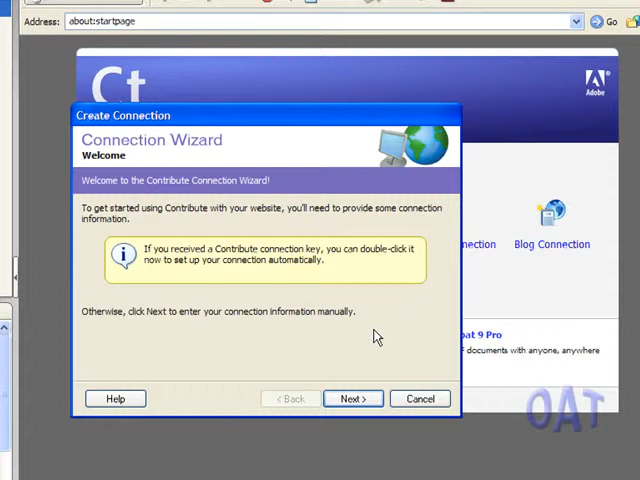 Address: about:startpage Go
Ct
Adobe
Create Connection
Connection Wizard
Welcome
Welcome to the Contribute Connection Wizard!
To get started using Contribute with your website, you'll need to provide some connection
information.
If you received a Contribute connection key, you can double-click it
now to set up your connection automatically.
nection Blog Connection
Otherwise, click Next to enter your connection information manually.
bat 9 Pro
F documents with anyone, anywhere
Help < Back Next > Cancel
OAT